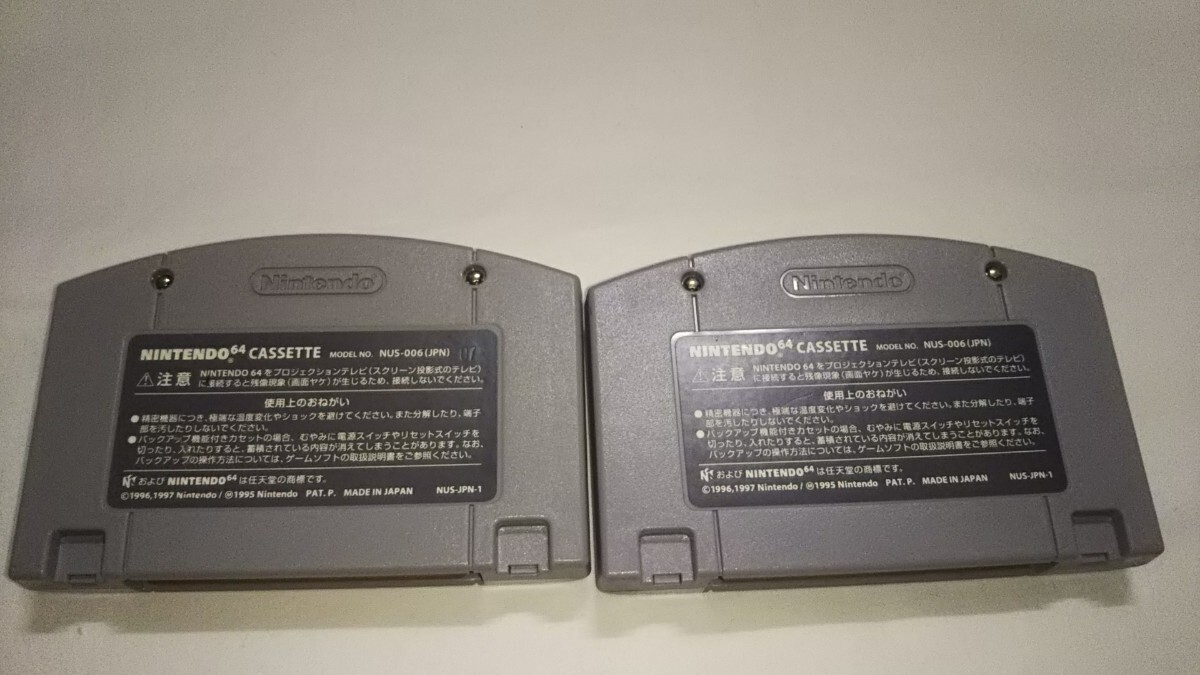 Nintendo
NINTENDO64 CASSETTE MODEL NO. NUS-006(JPN) 07
⚠注意 NINTENDO 64 をプロジェクションテレビ(スクリーン投影式のテレビ)
に接続すると残像現象(画面ヤケ)が生じるため、接続しないでください。
使用上のおねがい
●精密機器につき、極端な温度変化やショックを避けてください。また分解したり、端子
部を汚したりしないでください。
●バックアップ機能付きカセットの場合、むやみに電源スイッチやリセットスイッチを
切ったり、入れたりすると、蓄積されている内容が消えてしまうことがあります。なお、
バックアップの操作方法については、ゲームソフトの取扱説明書をご参照ください。
N および NINTENDO64 は任天堂の商標です。
©1996,1997 Nintendo/Ⓜ1995 Nintendo PAT. P. MADE IN JAPAN NUS-JPN-1
Nintendo
NINTENDO64 CASSETTE MODEL NO. NUS-006(JPN)
⚠注意 NINTENDO 64 をプロジェクションテレビ(スクリーン投影式のテレビ)
に接続すると残像現象(画面ヤケ)が生じるため、接続しないでください。
使用上のおねがい
●精密機器につき、極端な温度変化やショックを避けてください。また分解したり、端子
部を汚したりしないでください。
●バックアップ機能付きカセットの場合、むやみに電源スイッチやリセットスイッチを
切ったり、入れたりすると、蓄積されている内容が消えてしまうことがあります。なお、
バックアップの操作方法については、ゲームソフトの取扱説明書をご参照ください。
N および NINTENDO64 は任天堂の商標です。
©1996,1997 Nintendo/Ⓜ1995 Nintendo PAT. P. MADE IN JAPAN NUS-JPN-1